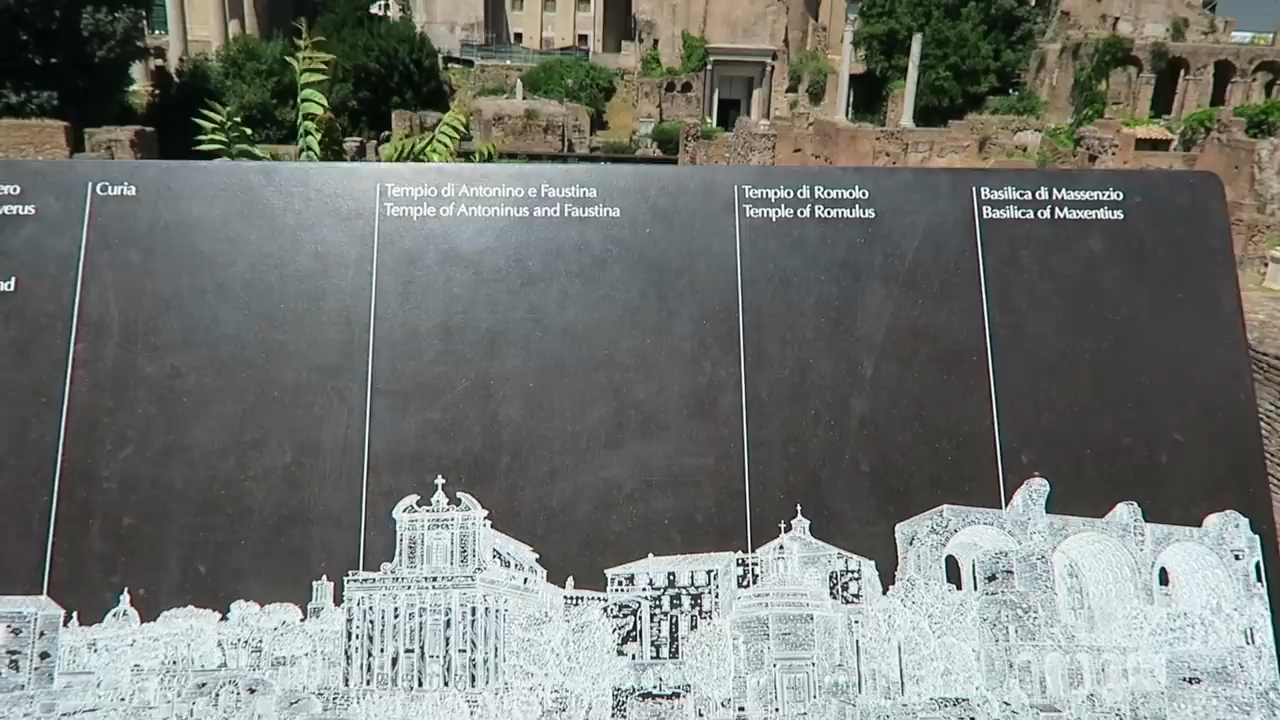 Curia
Tempio di Antonino e Faustina
Temple of Antoninus and Faustina
Tempio di Romolo
Temple of Romulus
Basilica di Massenzio
Basilica of Maxentius